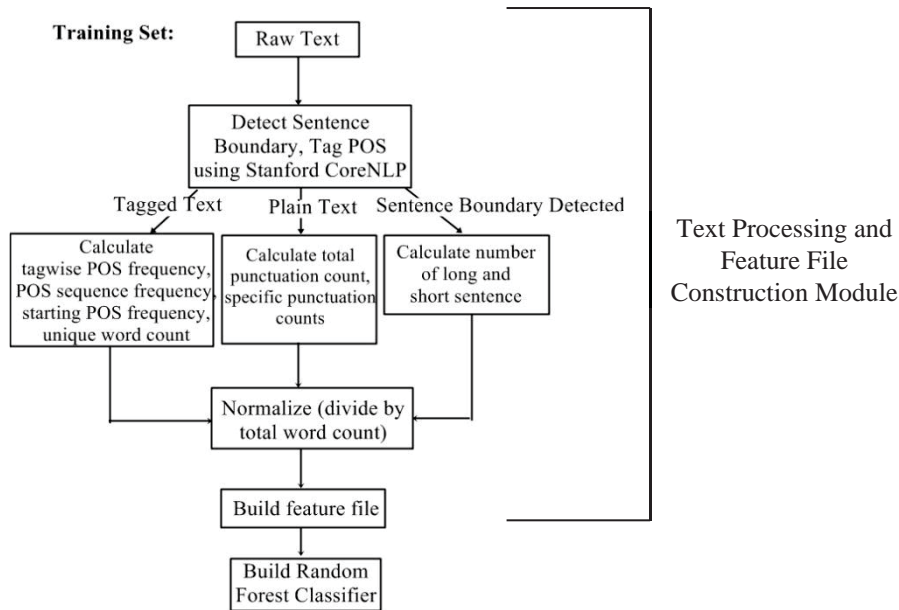 Training Set:
Raw Text
Detect Sentence
Boundary, Tag POS
using Stanford CoreNLP
Tagged Text
Plain Text
Sentence Boundary Detected
Calculate
tagwise POS frequency,
POS sequence frequency,
starting POS frequency,
unique word count
Calculate total
punctuation count,
specific punctuation
counts
Calculate number
of long and
short sentence
Normalize (divide by
total word count)
Build feature file
Build Random
Forest Classifier
Text Processing and
Feature File
Construction Module